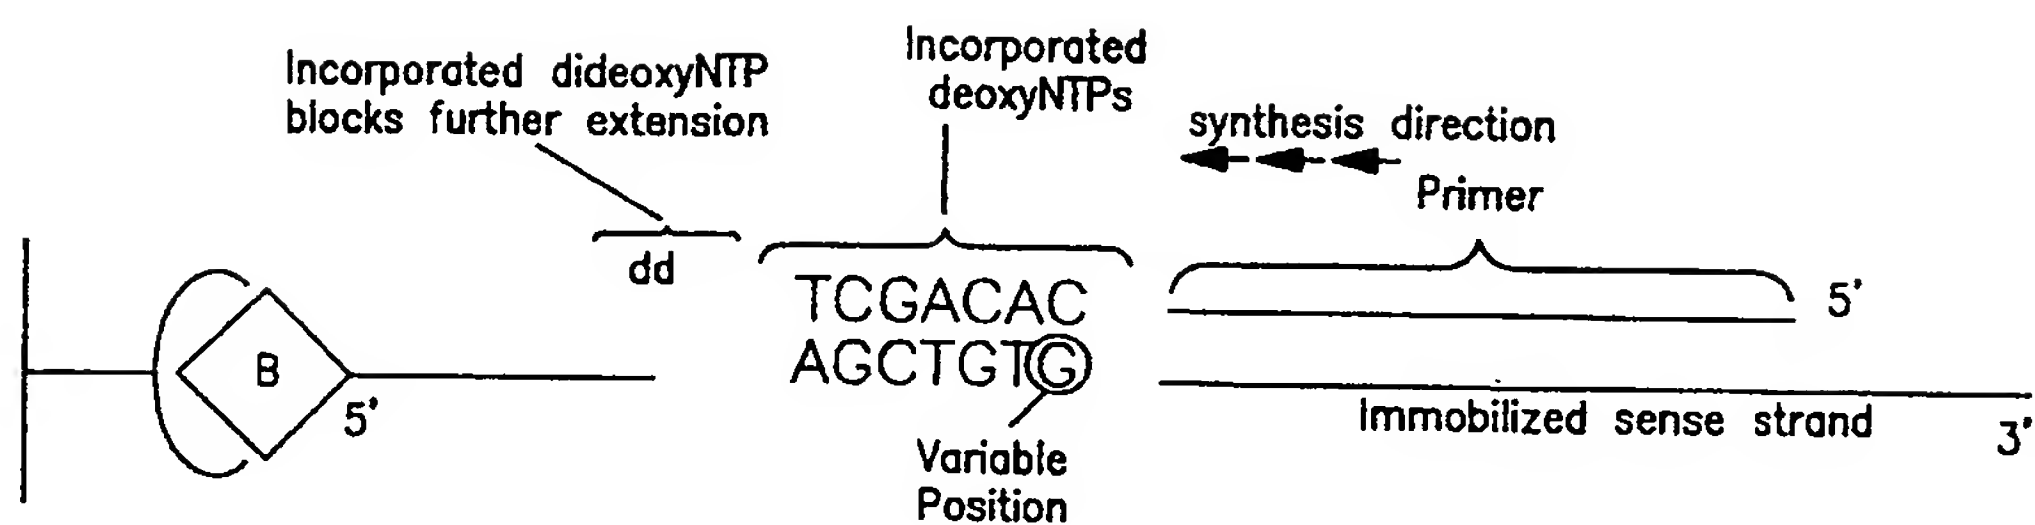 Incorporated dideoxyNTP
blocks further extension
Incorporated
deoxyNTPs
synthesis direction
Primer
dd
TCGACAC
5'
AGCTGTG
B
5'
Immobilized sense strand
3'
Variable
Position